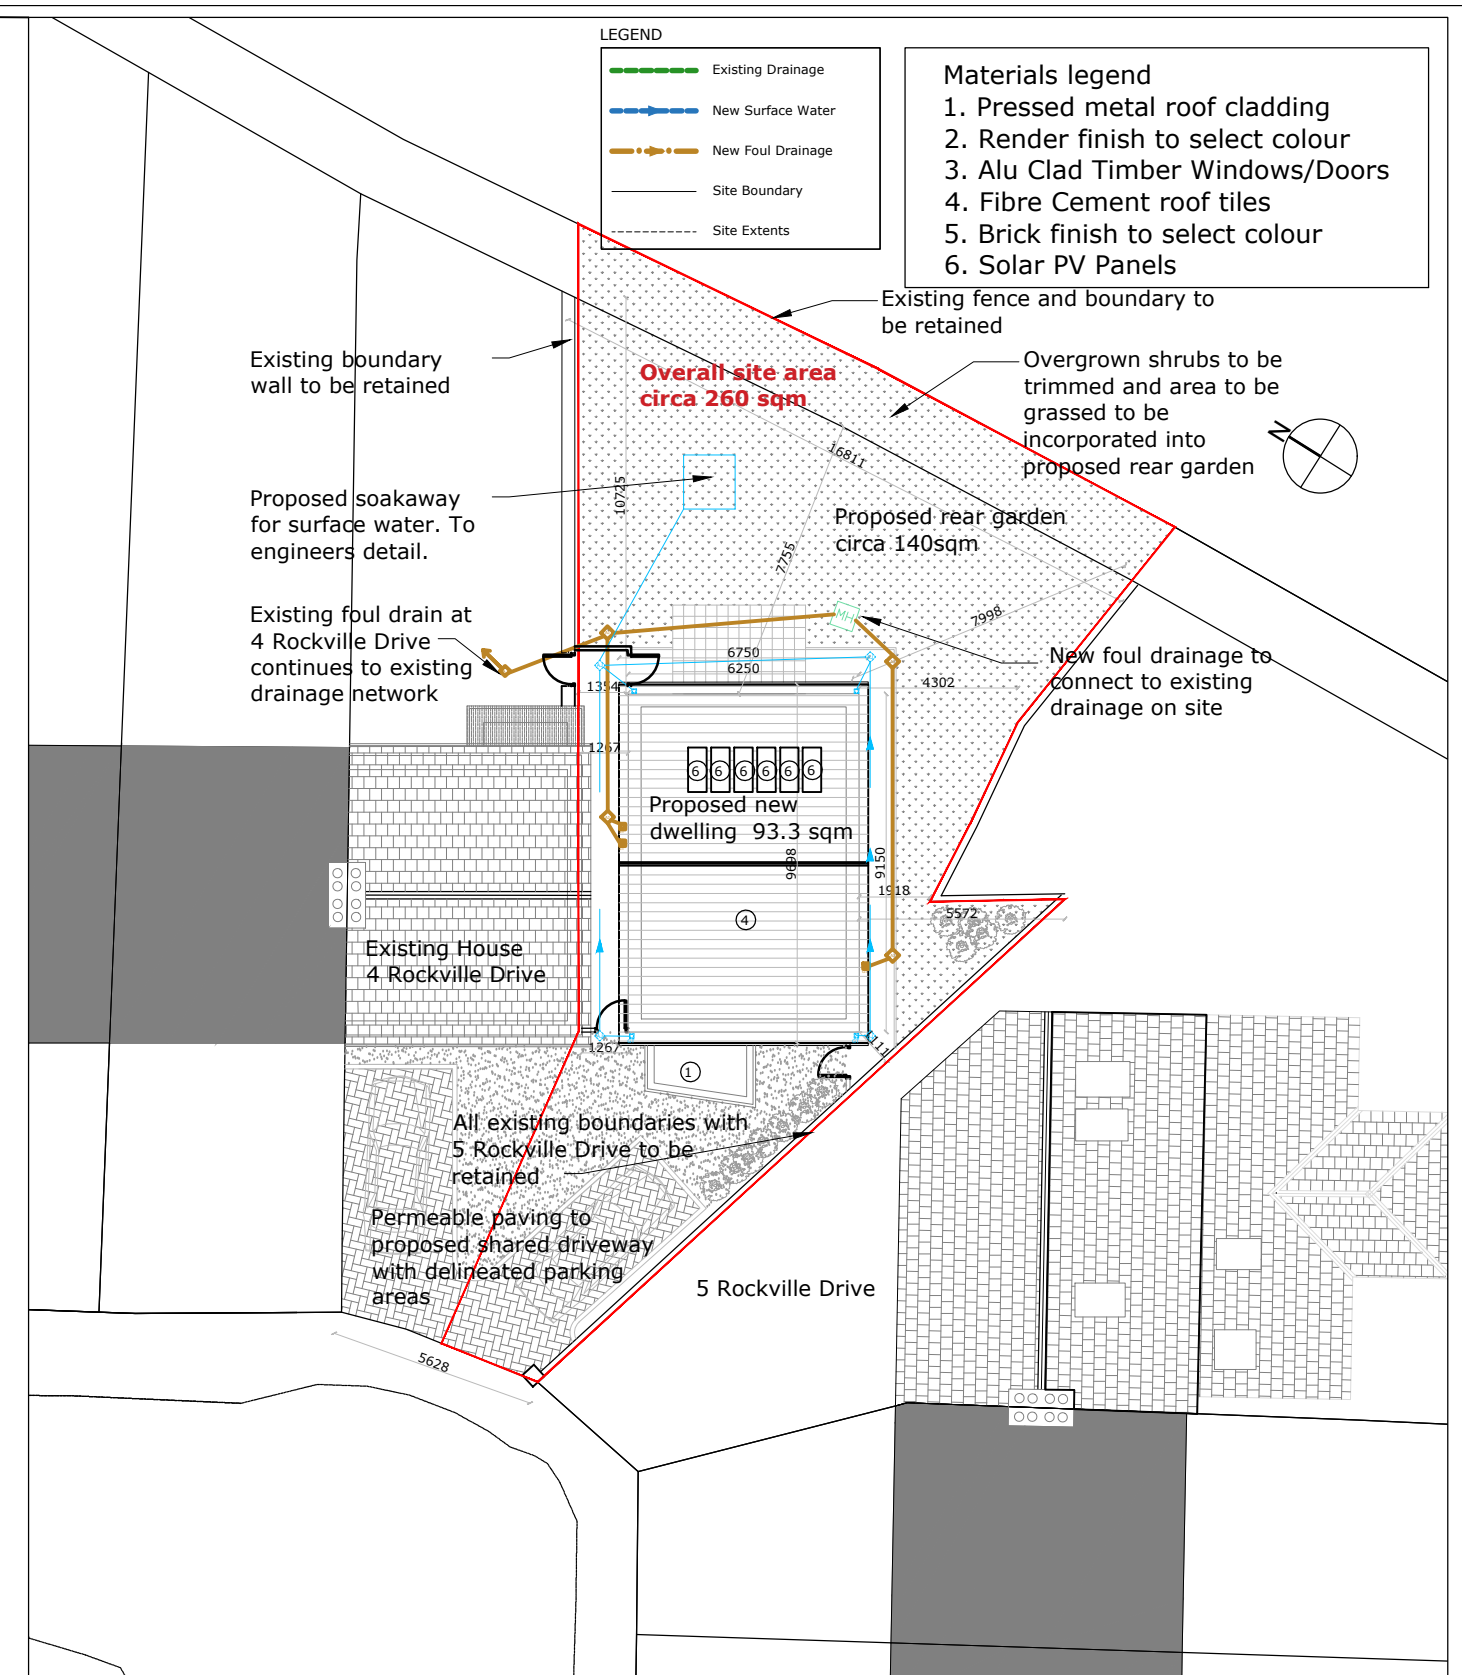 LEGEND
Existing Drainage
New Surface Water
New Foul Drainage
Site Boundary
Site Extents
Materials legend
1. Pressed metal roof cladding
2. Render finish to select colour
3. Alu Clad Timber Windows/Doors
4. Fibre Cement roof tiles
5. Brick finish to select colour
6. Solar PV Panels
Existing fence and boundary to
be retained
Existing boundary
wall to be retained
Overall site area
circa 260 sqm
Overgrown shrubs to be
trimmed and area to be
grassed to be
incorporated into
proposed rear garden
N
16811
10725
Proposed soakaway
for surface water. To
engineers detail.
Proposed rear garden
circa 140sqm
7755
Existing foul drain at
4 Rockville Drive
continues to existing
drainage network
MH
7998
New foul drainage to
connect to existing
drainage on site
6750
6250
1354
4302
1267
6 6 6 6 6 6
Proposed new
dwelling 93.3 sqm
9698
9150
1918
5572
4
Existing House
4 Rockville Drive
1267
1111
1
All existing boundaries with
5 Rockville Drive to be
retained
Permeable paving to
proposed shared driveway
with delineated parking
areas
5 Rockville Drive
5628